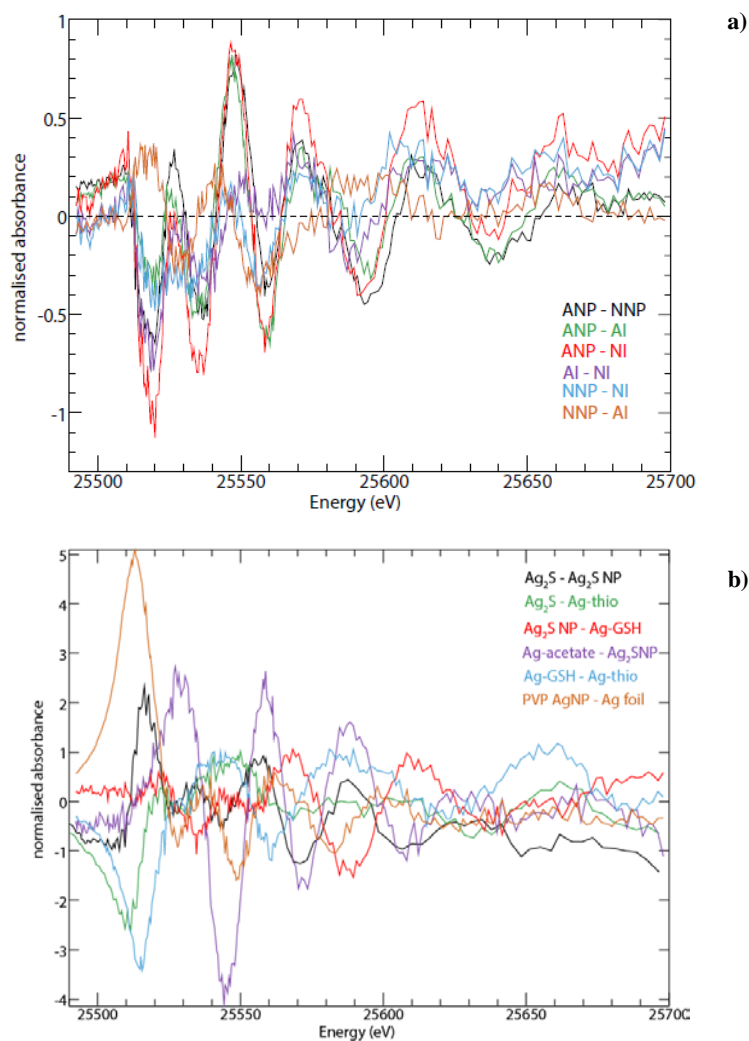 a)
1
0.5
0
-0.5
-1
normalised absorbance
ANP - NNP
ANP - AI
ANP - NI
AI - NI
NNP - NI
NNP - AI
25500
25550
25600
25650
25700
Energy (eV)
b)
5
4
3
2
1
0
-1
-2
-3
-4
normalised absorbance
Ag₂S - Ag₂S NP
Ag₂S - Ag-thio
Ag₂S NP - Ag-GSH
Ag-acetate - Ag₂SNP
Ag-GSH - Ag-thio
PVP AgNP - Ag foil
25500
25550
25600
25650
2570
Energy (eV)